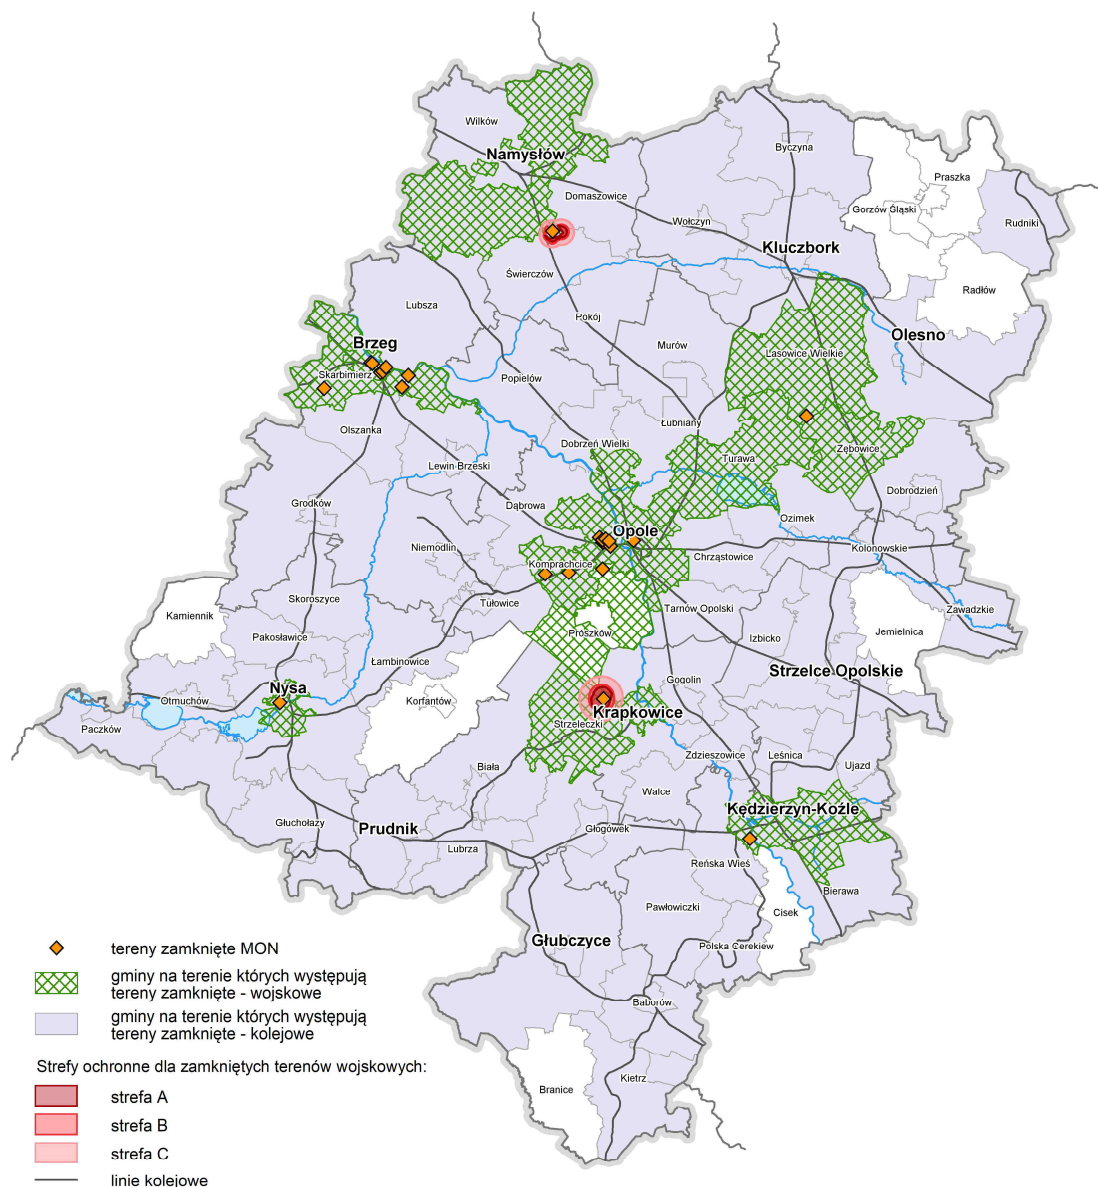 Wilków
Byczyna
Namysłów
Praszka
Domaszowice
Gorzów Śląski
Wołczyn
Rudniki
Kluczbork
Świerczów
Radłów
Lubsza
Pokój
Olesno
Brzeg
Murów
Lasowice Wielkie
Skarbimierz
Popielów
Łubniany
Olszanka
Dobrzeń Wielki
Zębowice
Turawa
Lewin Brzeski
Dobrodzień
Grodków
Dąbrowa
Ozimek
Opole
Niemodlin
Kolonowskie
Chrząstowice
Komprachcice
Skoroszyce
Tułowice
Kamiennik
Tarnów Opolski
Zawadzkie
Prószków
Jemielnica
Pakosławice
Izbicko
Łambinowice
Strzelce Opolskie
Gogolin
Nysa
Otmuchów
Korfantów
Krapkowice
Paczków
Strzeleczki
Zdzieszowice
Leśnica
Ujazd
Biała
Walce
Kędzierzyn-Koźle
Głuchołazy
Prudnik
Głogówek
Lubrza
Reńska Wieś
Bierawa
Pawłowiczki
Cisek
Głubczyce
Polska Cerekiew
Baborów
Kietrz
Branice
tereny zamknięte MON
gminy na terenie których występują
tereny zamknięte - wojskowe
gminy na terenie których występują
tereny zamknięte - kolejowe
Strefy ochronne dla zamkniętych terenów wojskowych:
strefa A
strefa B
strefa C
linie kolejowe